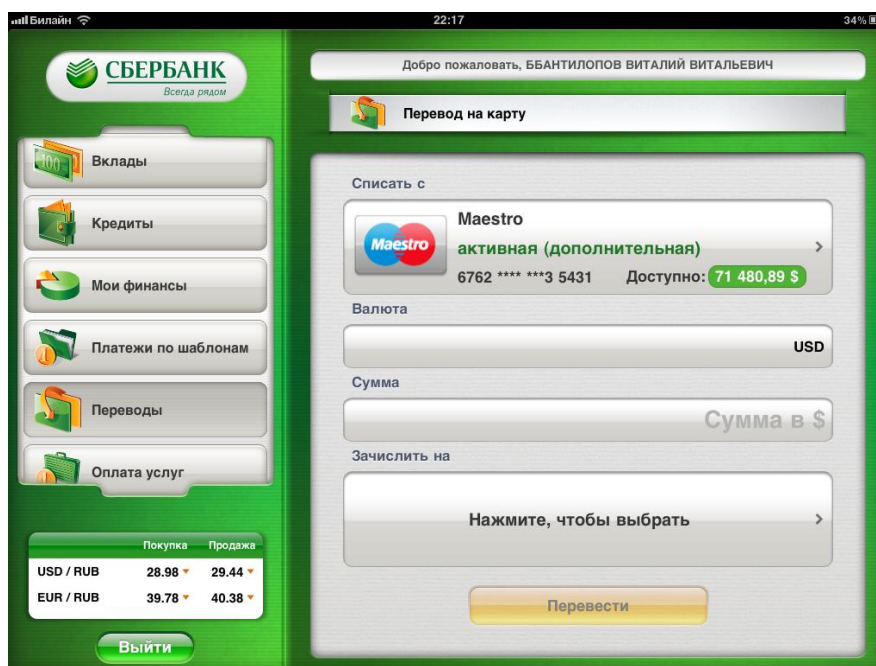 Билайн 22:17 34%
СБЕРБАНК
Всегда рядом
Вклады
Кредиты
Мои финансы
Платежи по шаблонам
Переводы
Оплата услуг
Покупка Продажа
USD / RUB 28.98 29.44
EUR / RUB 39.78 40.38
Выйти
Добро пожаловать, ББАНТИЛОПОВ ВИТАЛИЙ ВИТАЛЬЕВИЧ
Перевод на карту
Списать с
Maestro
Maestro
активная (дополнительная)
6762 **** ***3 5431 Доступно: 71 480,89 $
Валюта
USD
Сумма
Сумма в $
Зачислить на
Нажмите, чтобы выбрать
Перевести